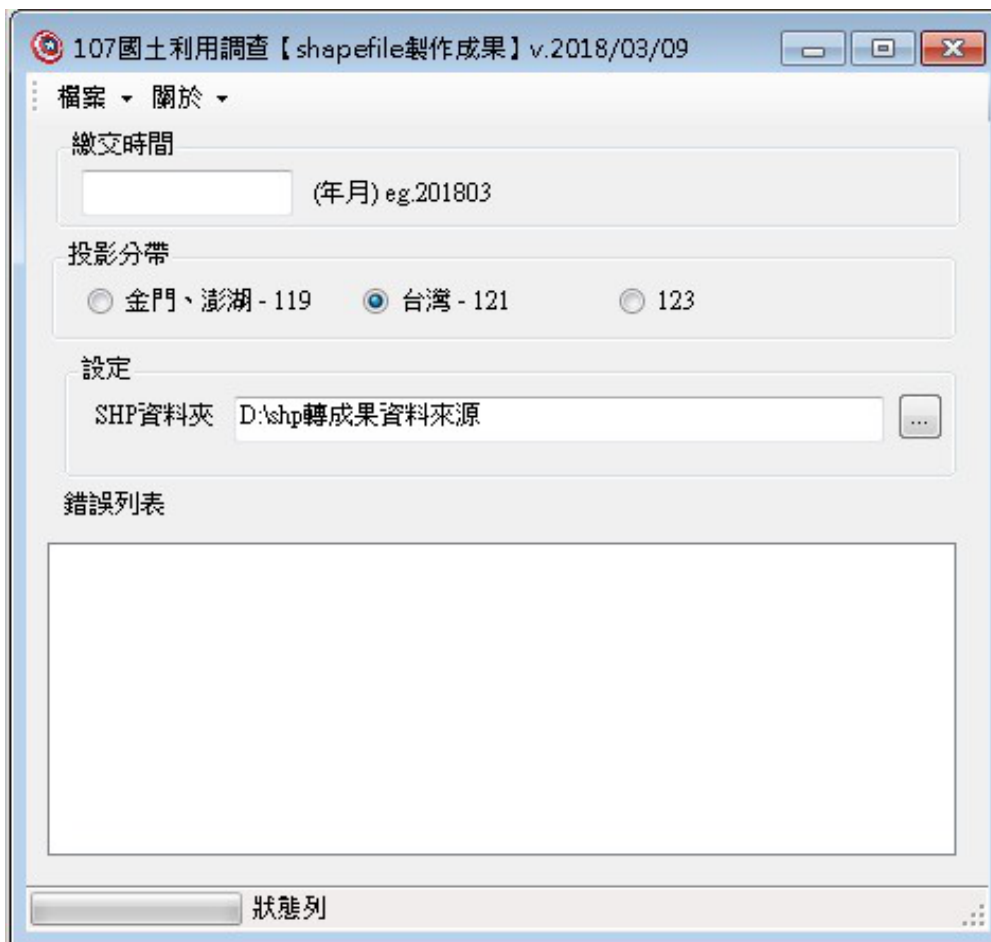 107國土利用調查【shapefile製作成果】v.2018/03/09
檔案 關於
繳交時間
(年月) eg.201803
投影分帶
金門、澎湖 - 119 台灣 - 121 123
設定
SHP資料夾 D:\shp轉成果資料來源 ...
錯誤列表
狀態列